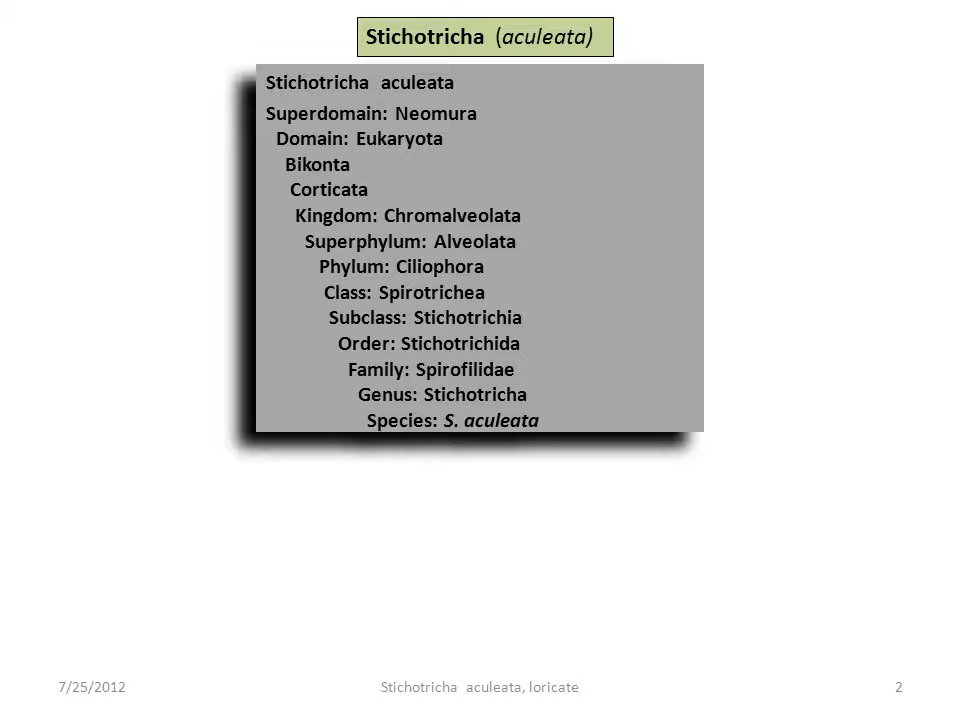 Stichotricha (aculeata)
Stichotricha aculeata
Superdomain: Neomura
Domain: Eukaryota
Bikonta
Corticata
Kingdom: Chromalveolata
Superphylum: Alveolata
Phylum: Ciliophora
Class: Spirotrichea
Subclass: Stichotrichia
Order: Stichotrichida
Family: Spirofilidae
Genus: Stichotricha
Species: S. aculeata
7/25/2012 Stichotricha aculeata, loricate 2